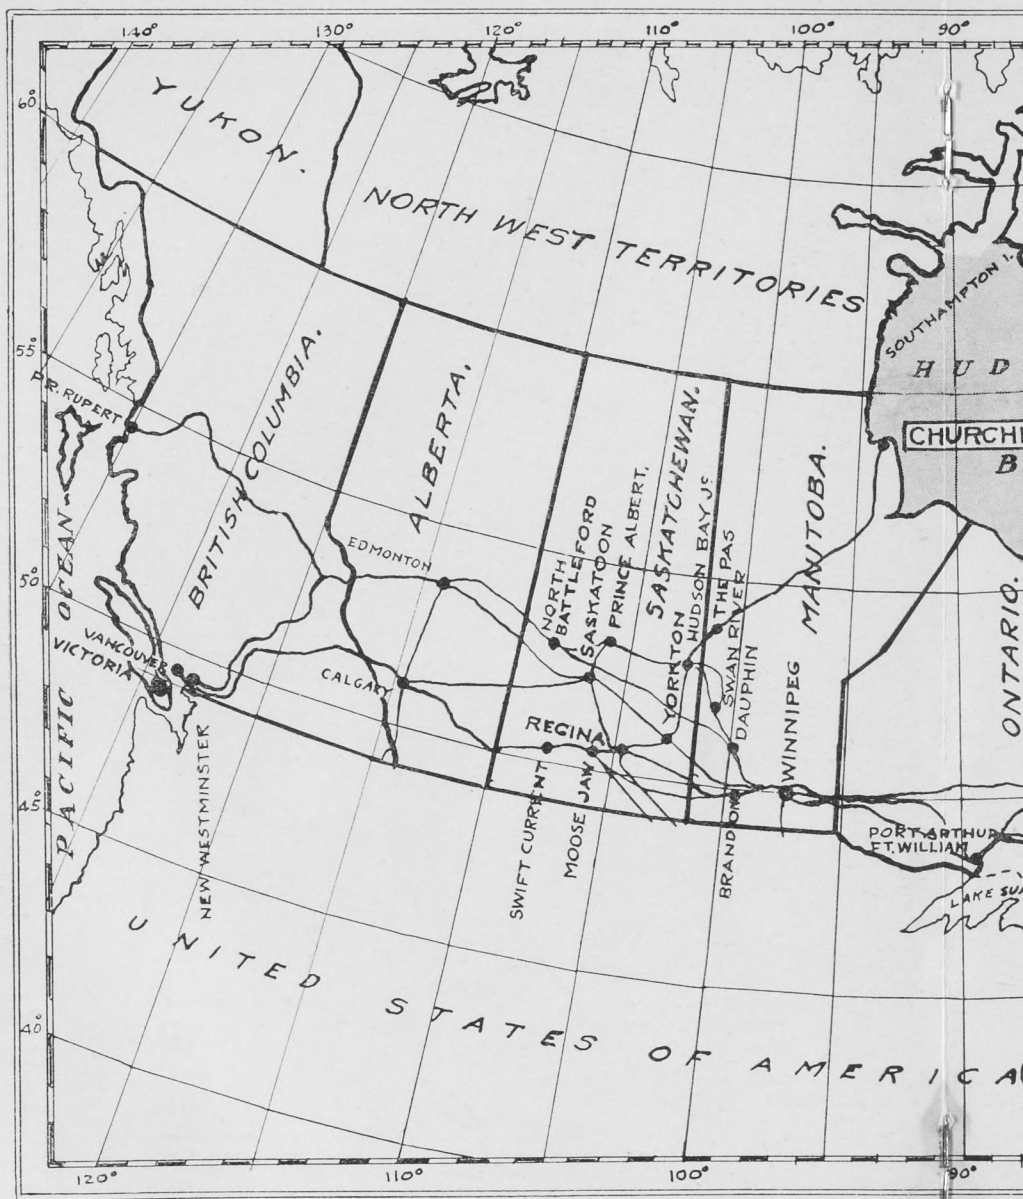 140°
130°
120°
110°
100°
90°
60°
YUKON.
NORTH WEST TERRITORIES
SOUTHAMPTON I.
55°
HUD
PR. RUPERT
BRITISH COLUMBIA.
ALBERTA.
SASKATCHEWAN.
MANITOBA.
CHURCHI
B
EDMONTON
NORTH
BATTLEFORD
SASKATOON
PRINCE ALBERT.
HUDSON BAY Jc.
THE PAS
SWAN RIVER
DAUPHIN
YORKTON
WINNIPEG
ONTARIO.
50°
PACIFIC OCEAN
VANCOUVER
VICTORIA
CALGARY
REGINA
NEW WESTMINSTER
SWIFT CURRENT
MOOSE JAW
BRANDON
PORT ARTHUR
FT. WILLIAM
LAKE SU
45°
UNITED STATES OF AMERICA
40°
120°
110°
100°
90°